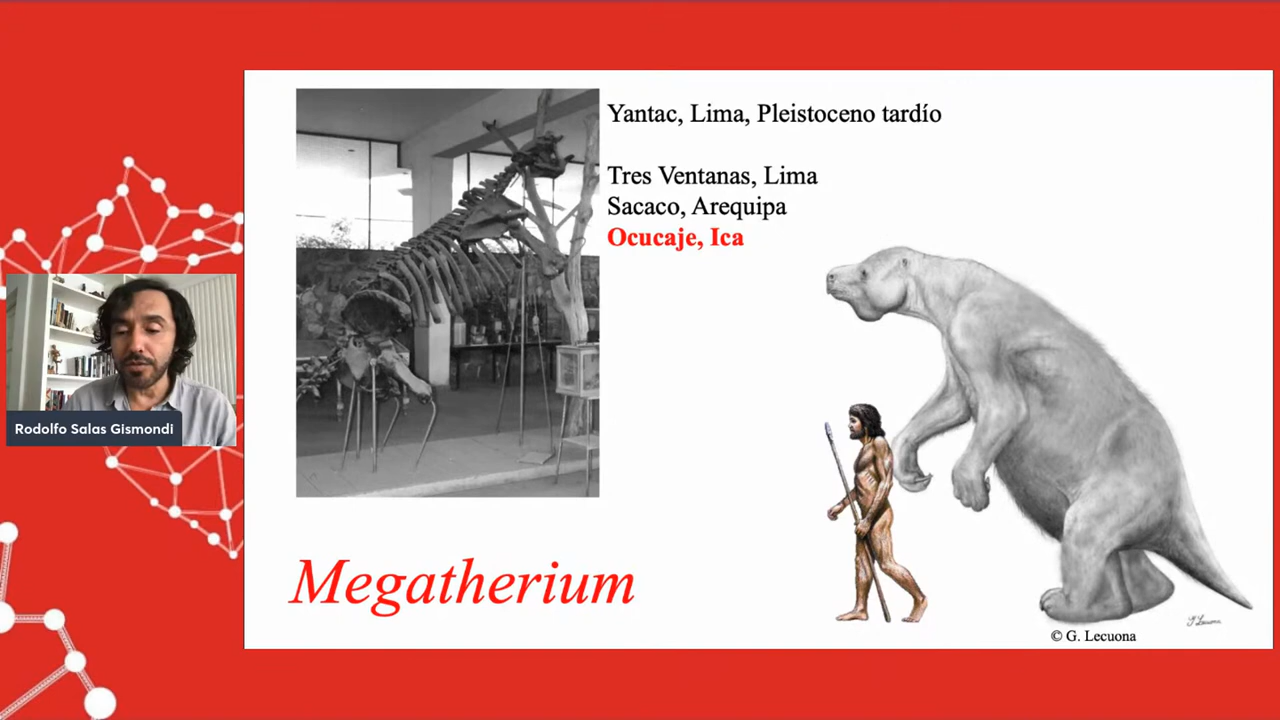 Yantac, Lima, Pleistoceno tardío
Tres Ventanas, Lima
Sacaco, Arequipa
Ocucaje, Ica
Rodolfo Salas Gismondi
Megatherium
© G. Lecuona